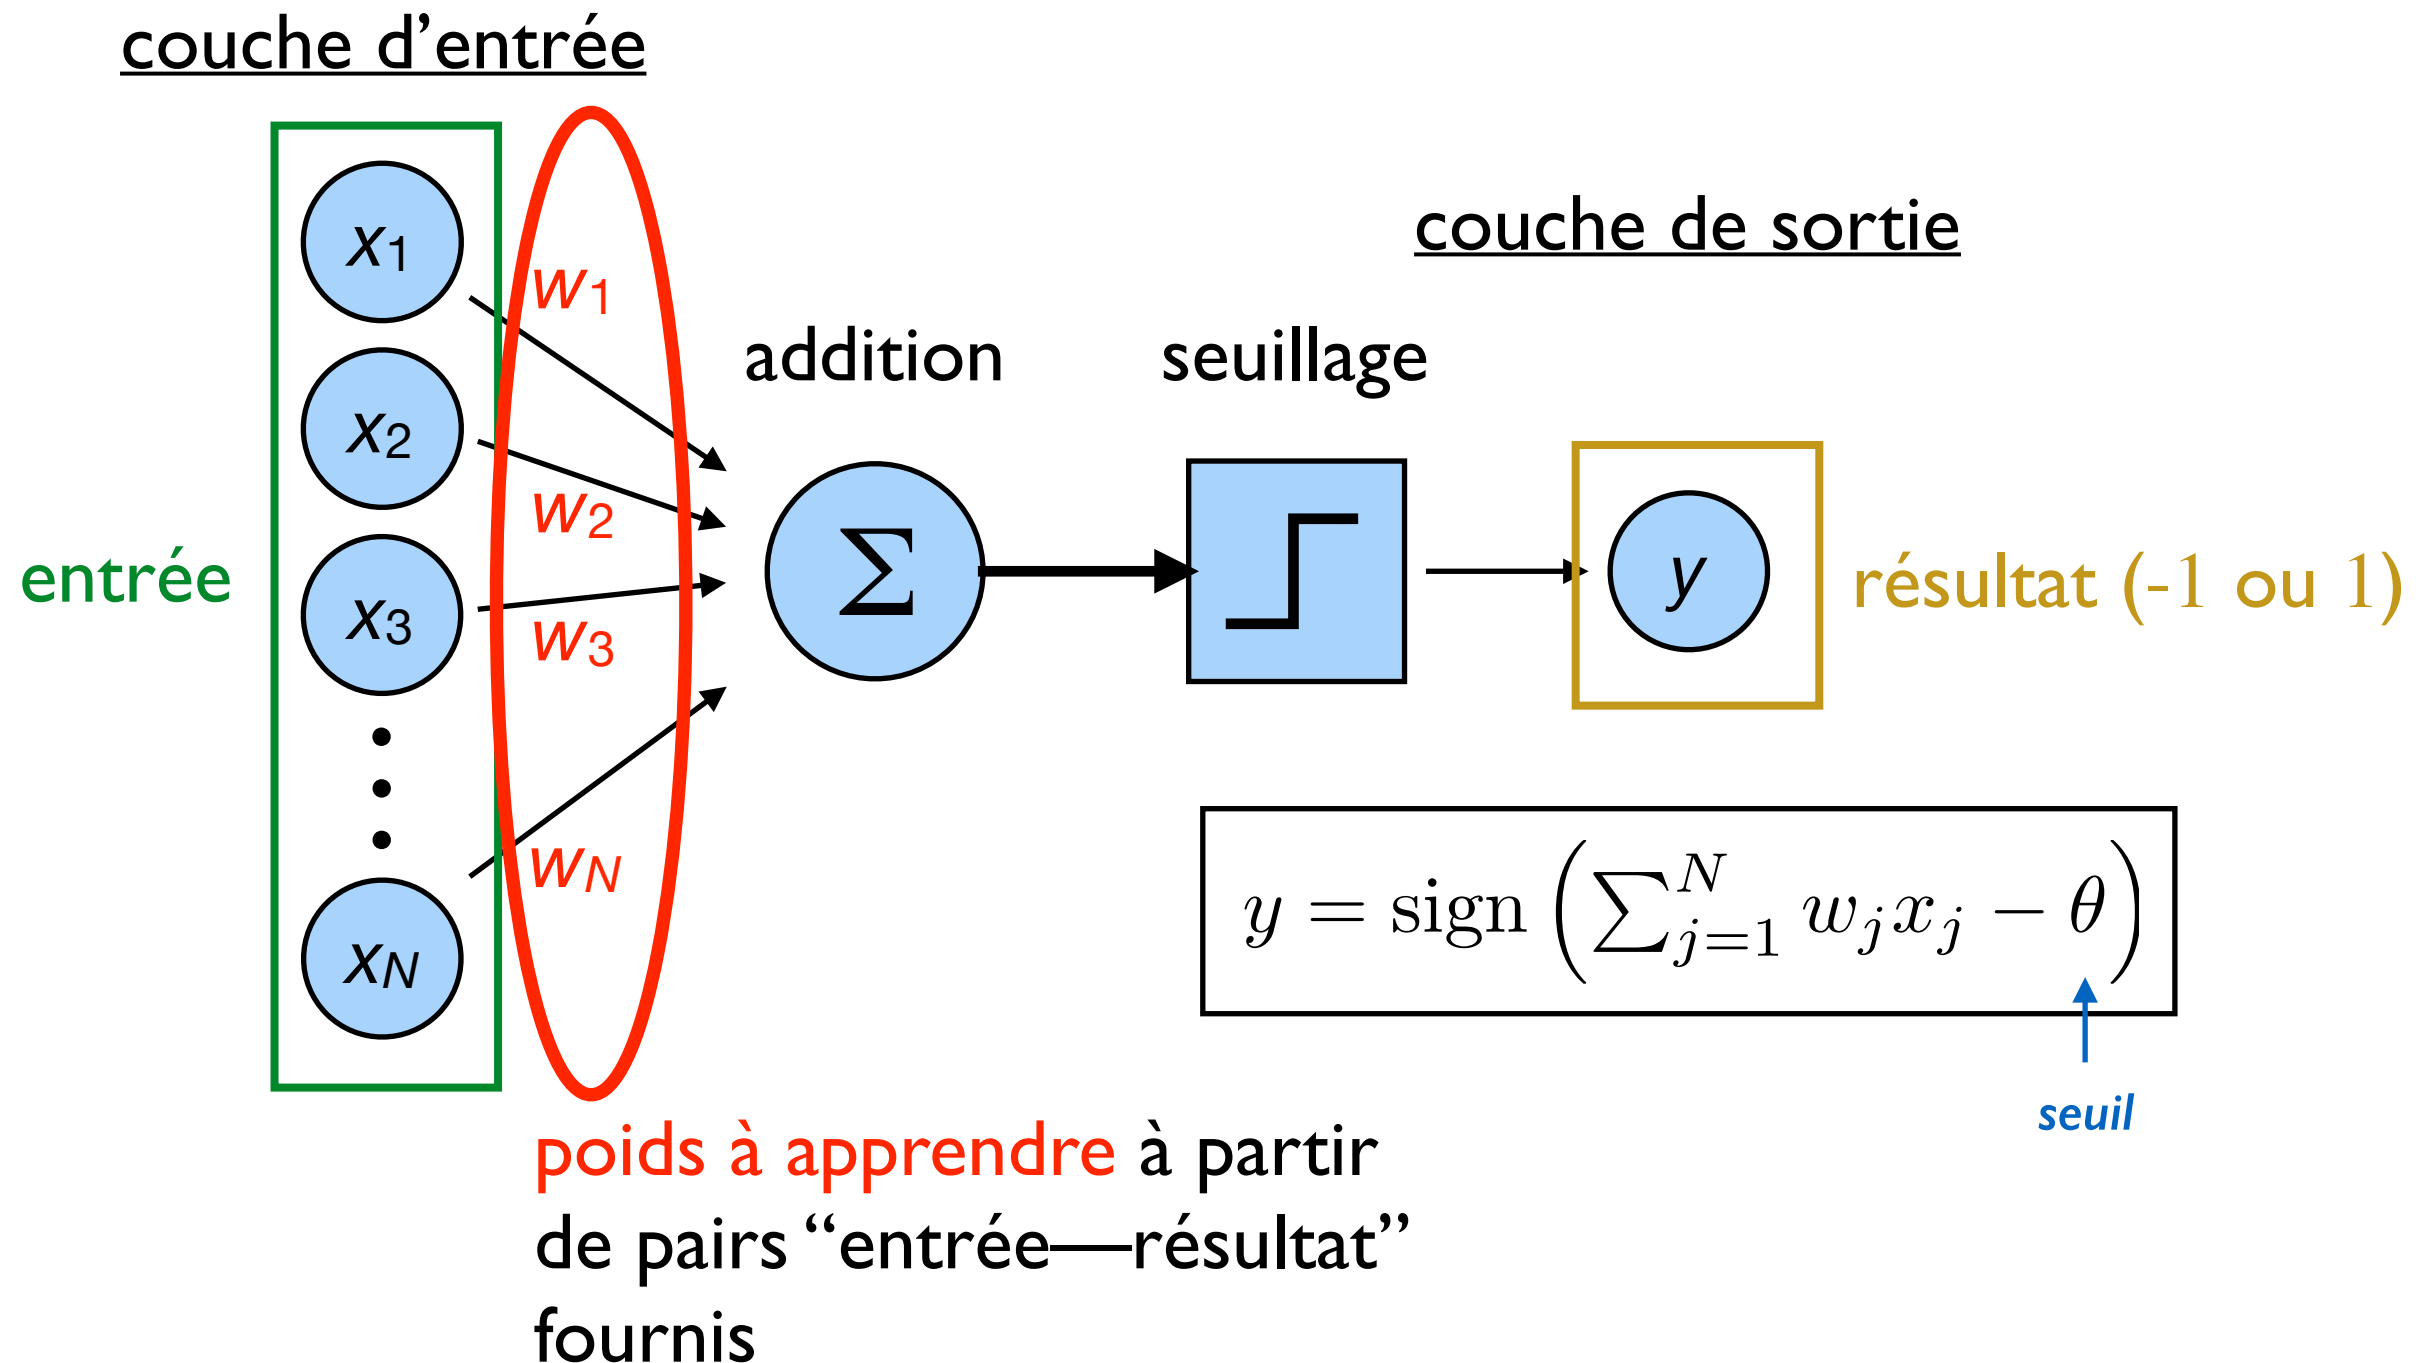 couche d’entrée
x1
x2
x3
xN
entrée
w1
w2
w3
wN
addition
Σ
couche de sortie
seuillage
y
résultat (-1 ou 1)
y = sign (∑_{j=1}^{N} w_j x_j − θ)
seuil
poids à apprendre à partir
de pairs “entrée—résultat”
fournis